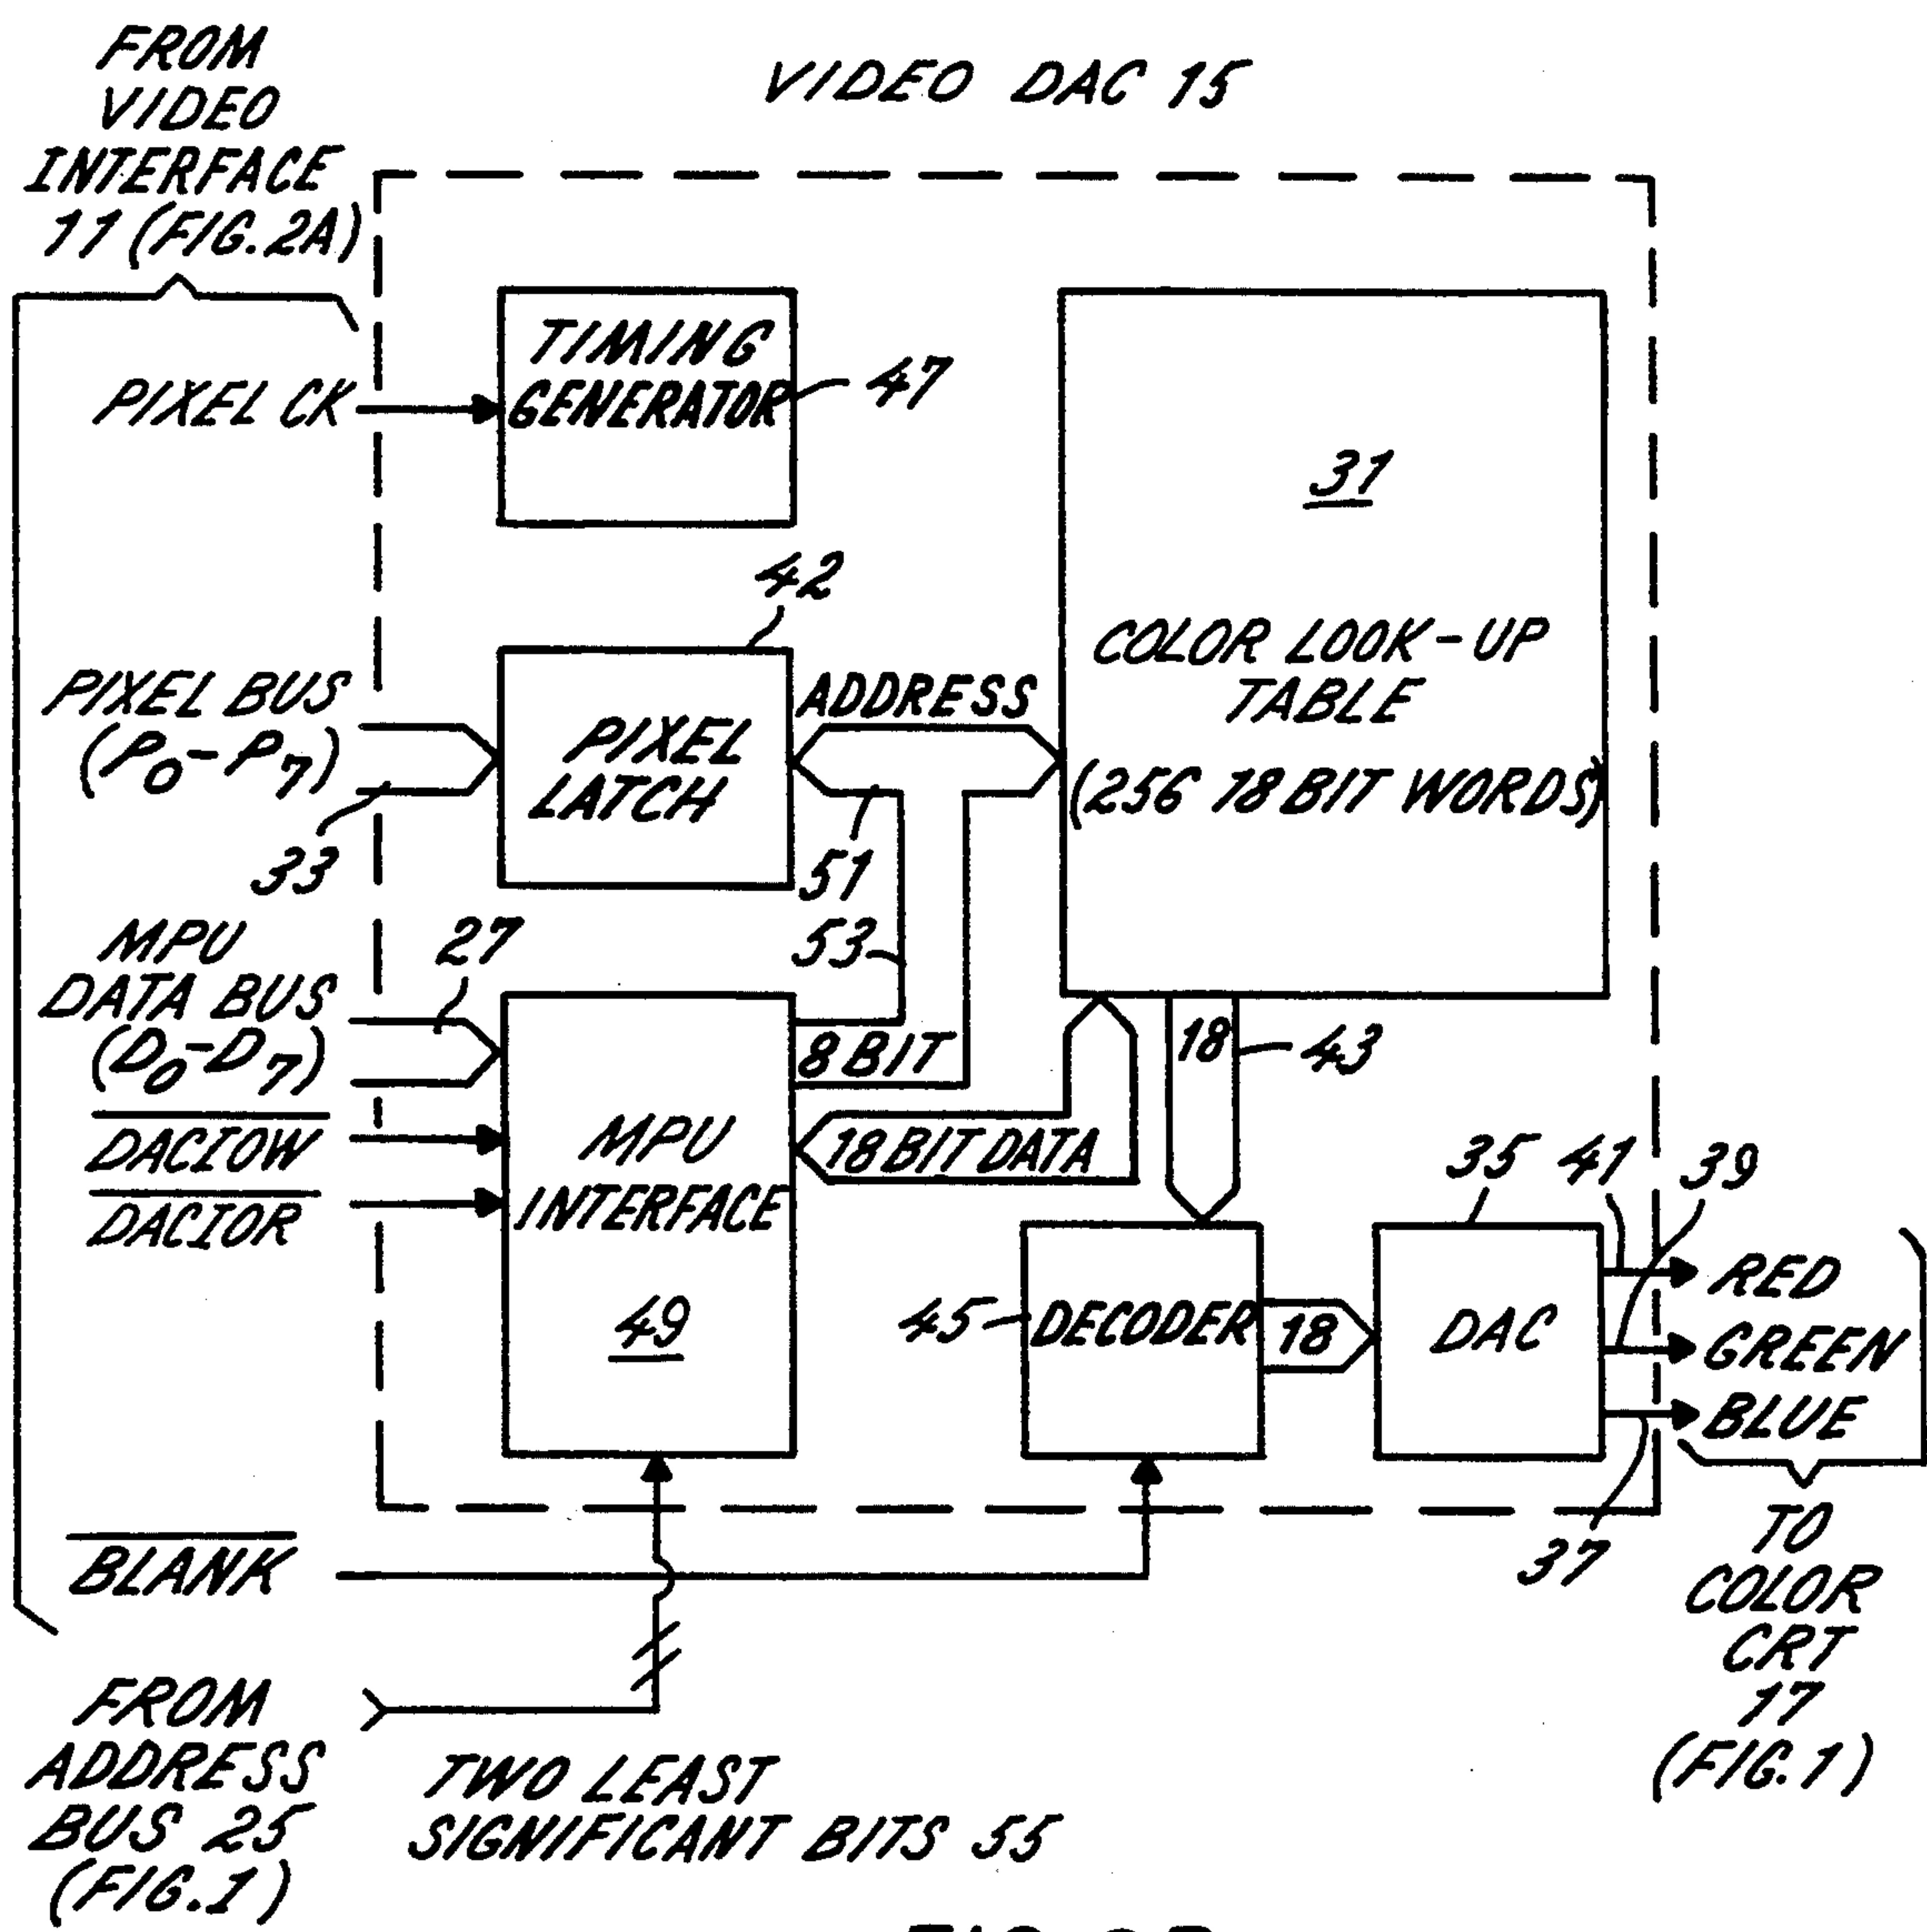 FROM
VIDEO
INTERFACE
11 (FIG. 2A)
VIDEO DAC 15
PIXEL CK
TIMING
GENERATOR
47
31
COLOR LOOK-UP
TABLE
(256 18 BIT WORDS)
42
PIXEL BUS
(P0-P7)
33
PIXEL
LATCH
ADDRESS
51
53
MPU
DATA BUS
(D0-D7)
27
DACIOW
DACIOR
8 BIT
MPU
INTERFACE
49
18 BIT DATA
18
43
45
DECODER
18
35
DAC
41
39
RED
GREEN
BLUE
37
TO
COLOR
CRT
17
(FIG. 1)
BLANK
FROM
ADDRESS
BUS 25
(FIG. 1)
TWO LEAST
SIGNIFICANT BITS 55